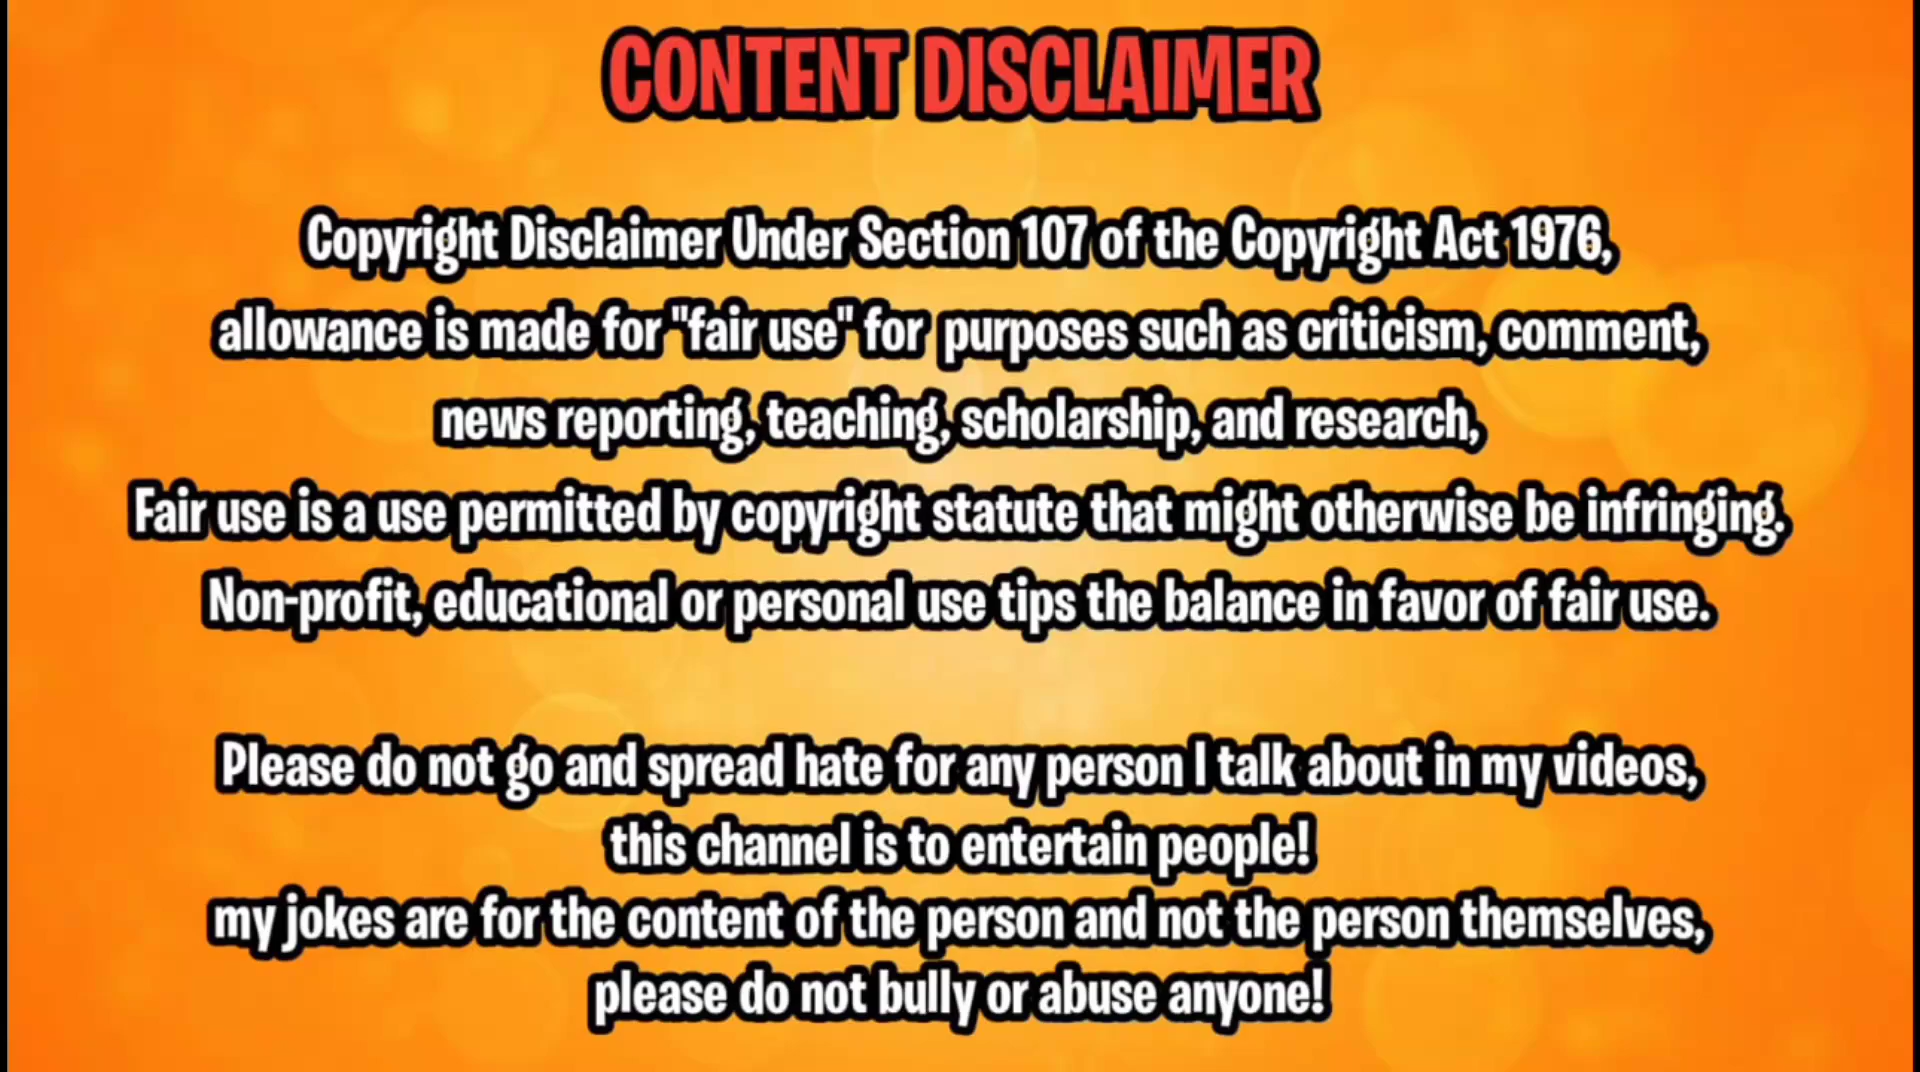 CONTENT DISCLAIMER
Copyright Disclaimer Under Section 107 of the Copyright Act 1976,
allowance is made for "fair use" for purposes such as criticism, comment,
news reporting, teaching, scholarship, and research,
Fair use is a use permitted by copyright statute that might otherwise be infringing.
Non-profit, educational or personal use tips the balance in favor of fair use.
Please do not go and spread hate for any person I talk about in my videos,
this channel is to entertain people!
my jokes are for the content of the person and not the person themselves,
please do not bully or abuse anyone!